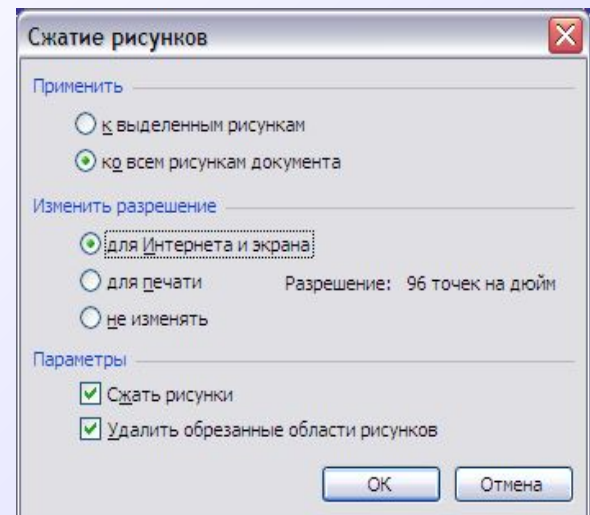 Сжатие рисунков
Применить
к выделенным рисункам
ко всем рисункам документа
Изменить разрешение
для Интернета и экрана
для печати Разрешение: 96 точек на дюйм
не изменять
Параметры
Сжать рисунки
Удалить обрезанные области рисунков
ОК Отмена